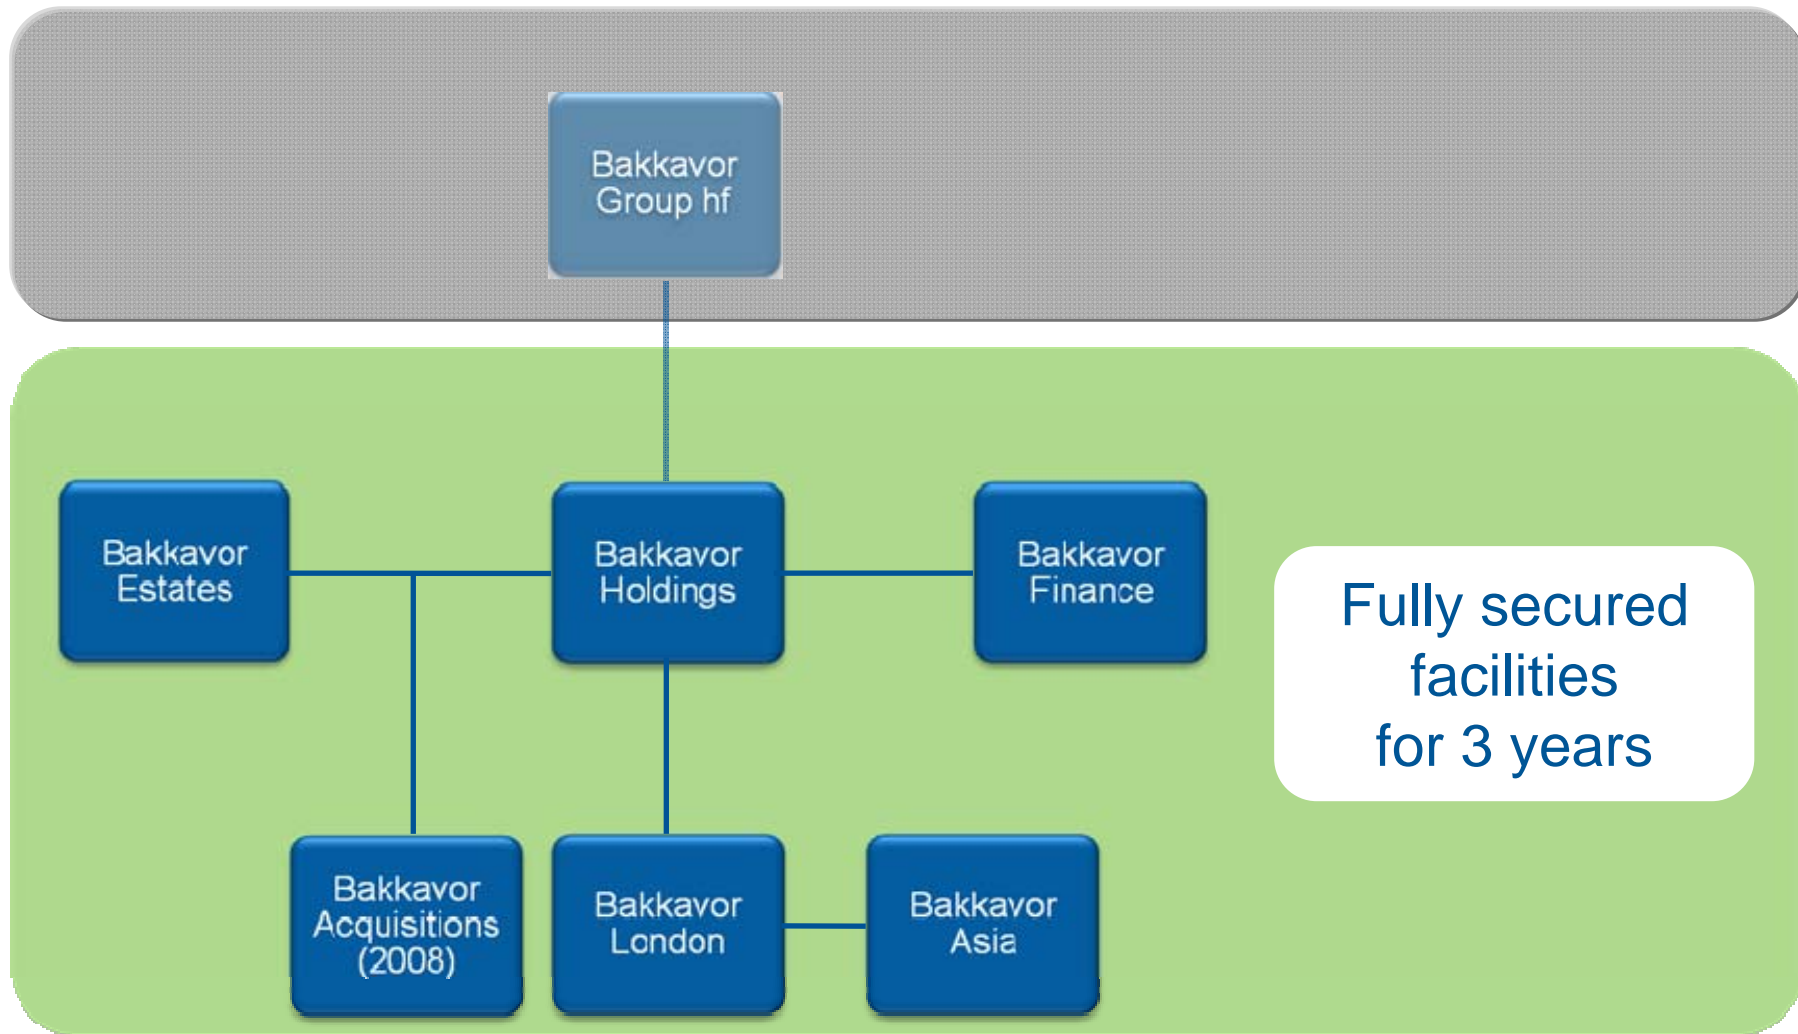 Bakkavor
Group hf
Bakkavor
Estates
Bakkavor
Holdings
Bakkavor
Finance
Fully secured
facilities
for 3 years
Bakkavor
Acquisitions
(2008)
Bakkavor
London
Bakkavor
Asia